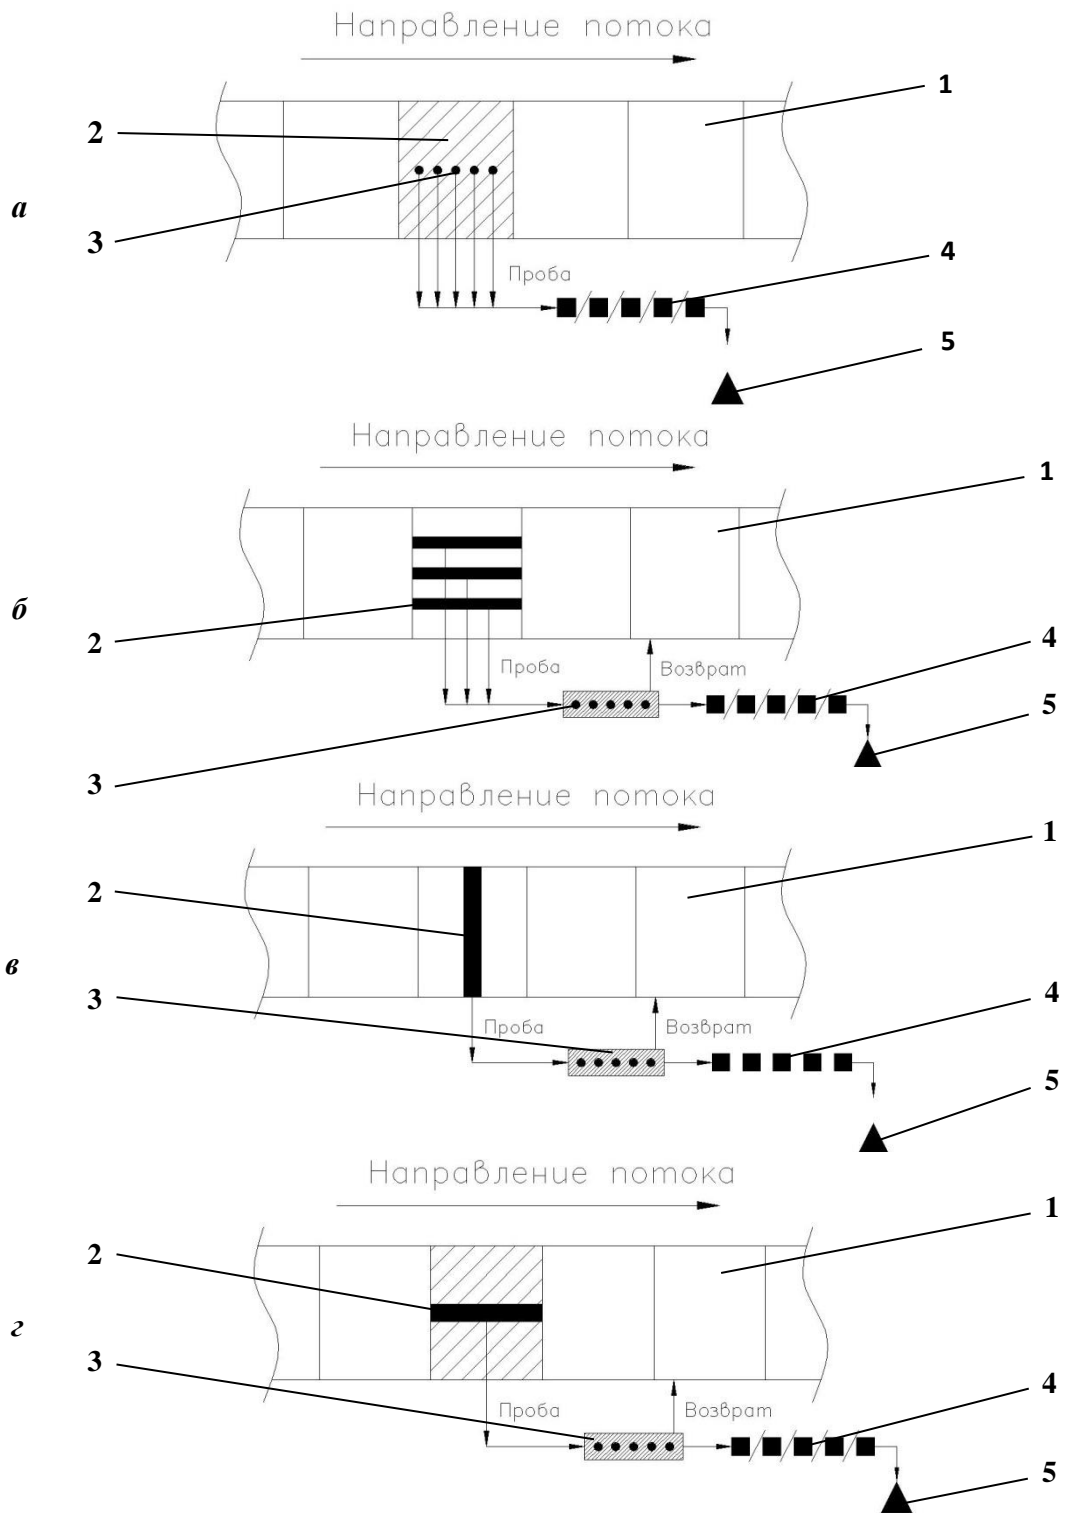 Направление потока
1
2
а
3
Проба
4
5
Направление потока
1
б
2
Проба
Возврат
4
5
3
Направление потока
1
2
в
3
Проба
Возврат
4
5
Направление потока
1
2
г
3
Проба
Возврат
4
5